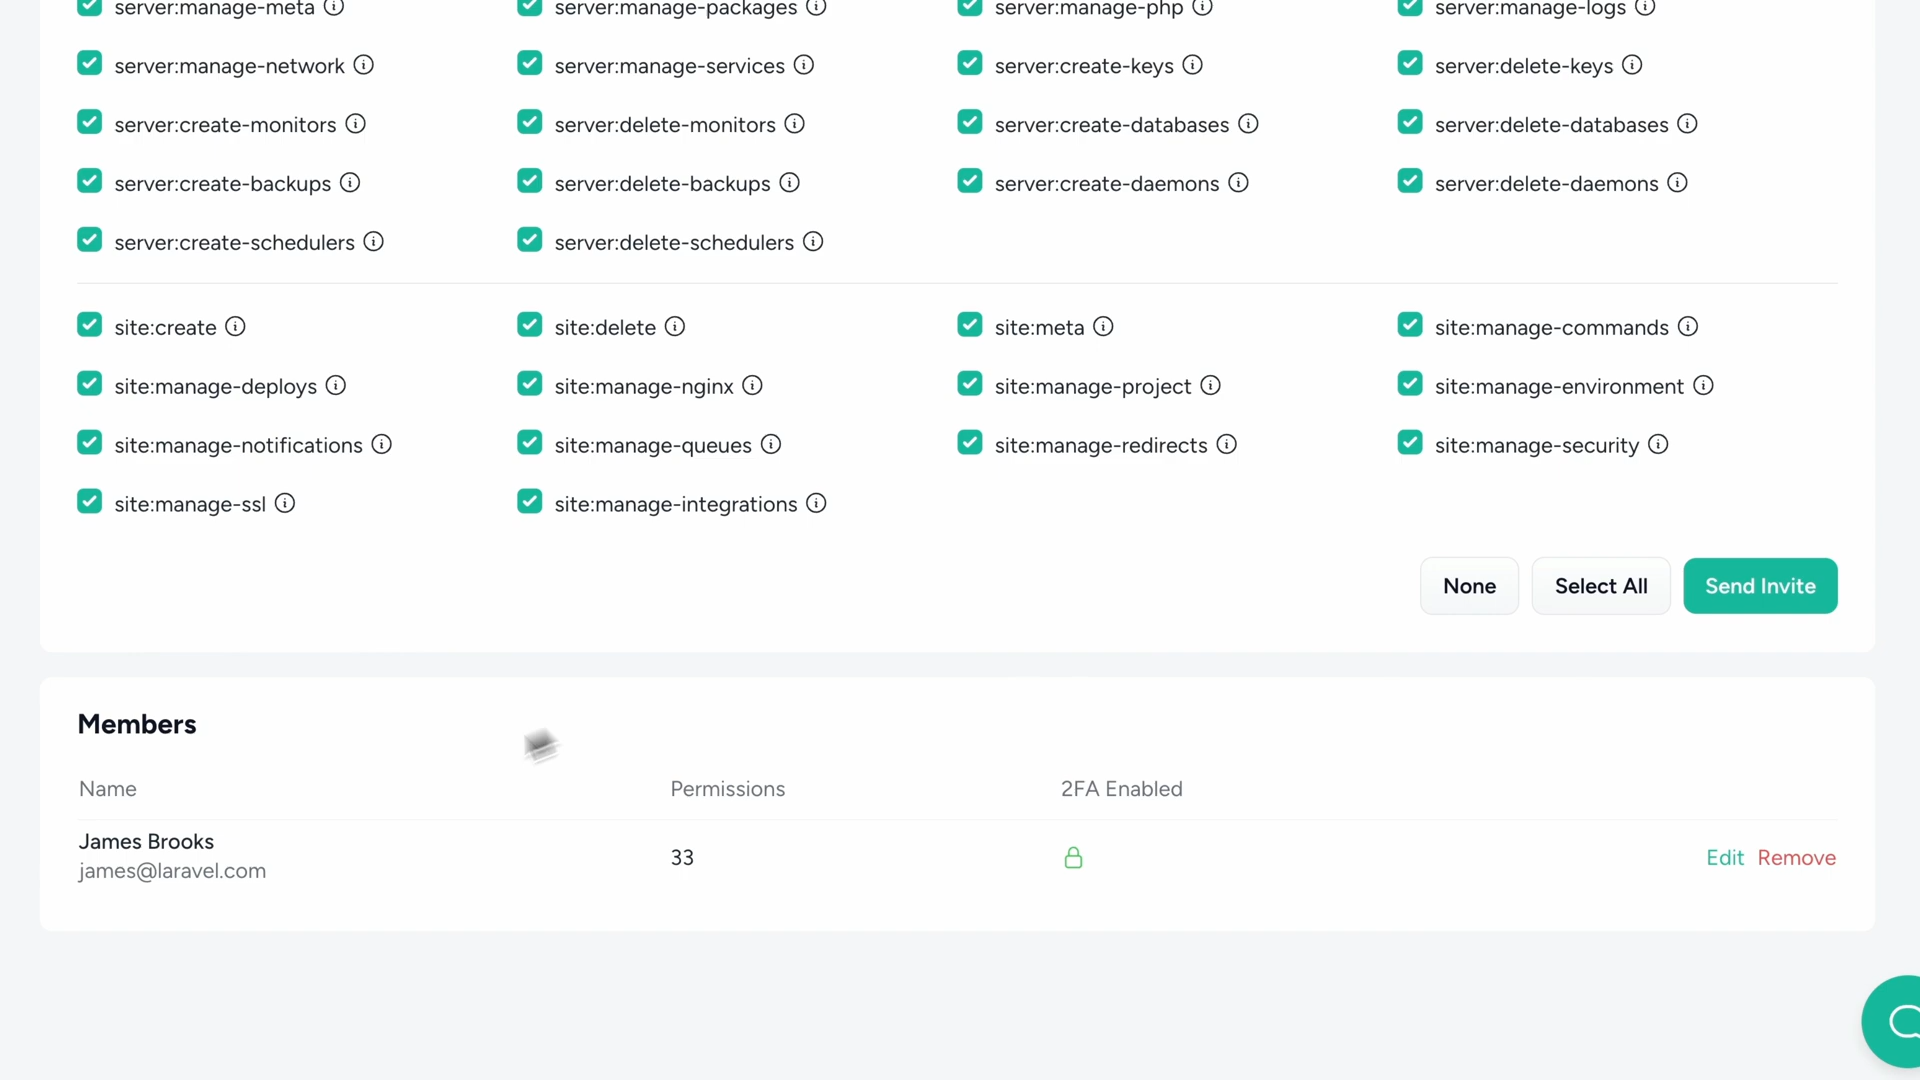 server:manage-meta server:manage-packages server:manage-php server:manage-logs
server:manage-network server:manage-services server:create-keys server:delete-keys
server:create-monitors server:delete-monitors server:create-databases server:delete-databases
server:create-backups server:delete-backups server:create-daemons server:delete-daemons
server:create-schedulers server:delete-schedulers
site:create site:delete site:meta site:manage-commands
site:manage-deploys site:manage-nginx site:manage-project site:manage-environment
site:manage-notifications site:manage-queues site:manage-redirects site:manage-security
site:manage-ssl site:manage-integrations
None Select All Send Invite
Members
Name Permissions 2FA Enabled
James Brooks
james@laravel.com
33
Edit Remove